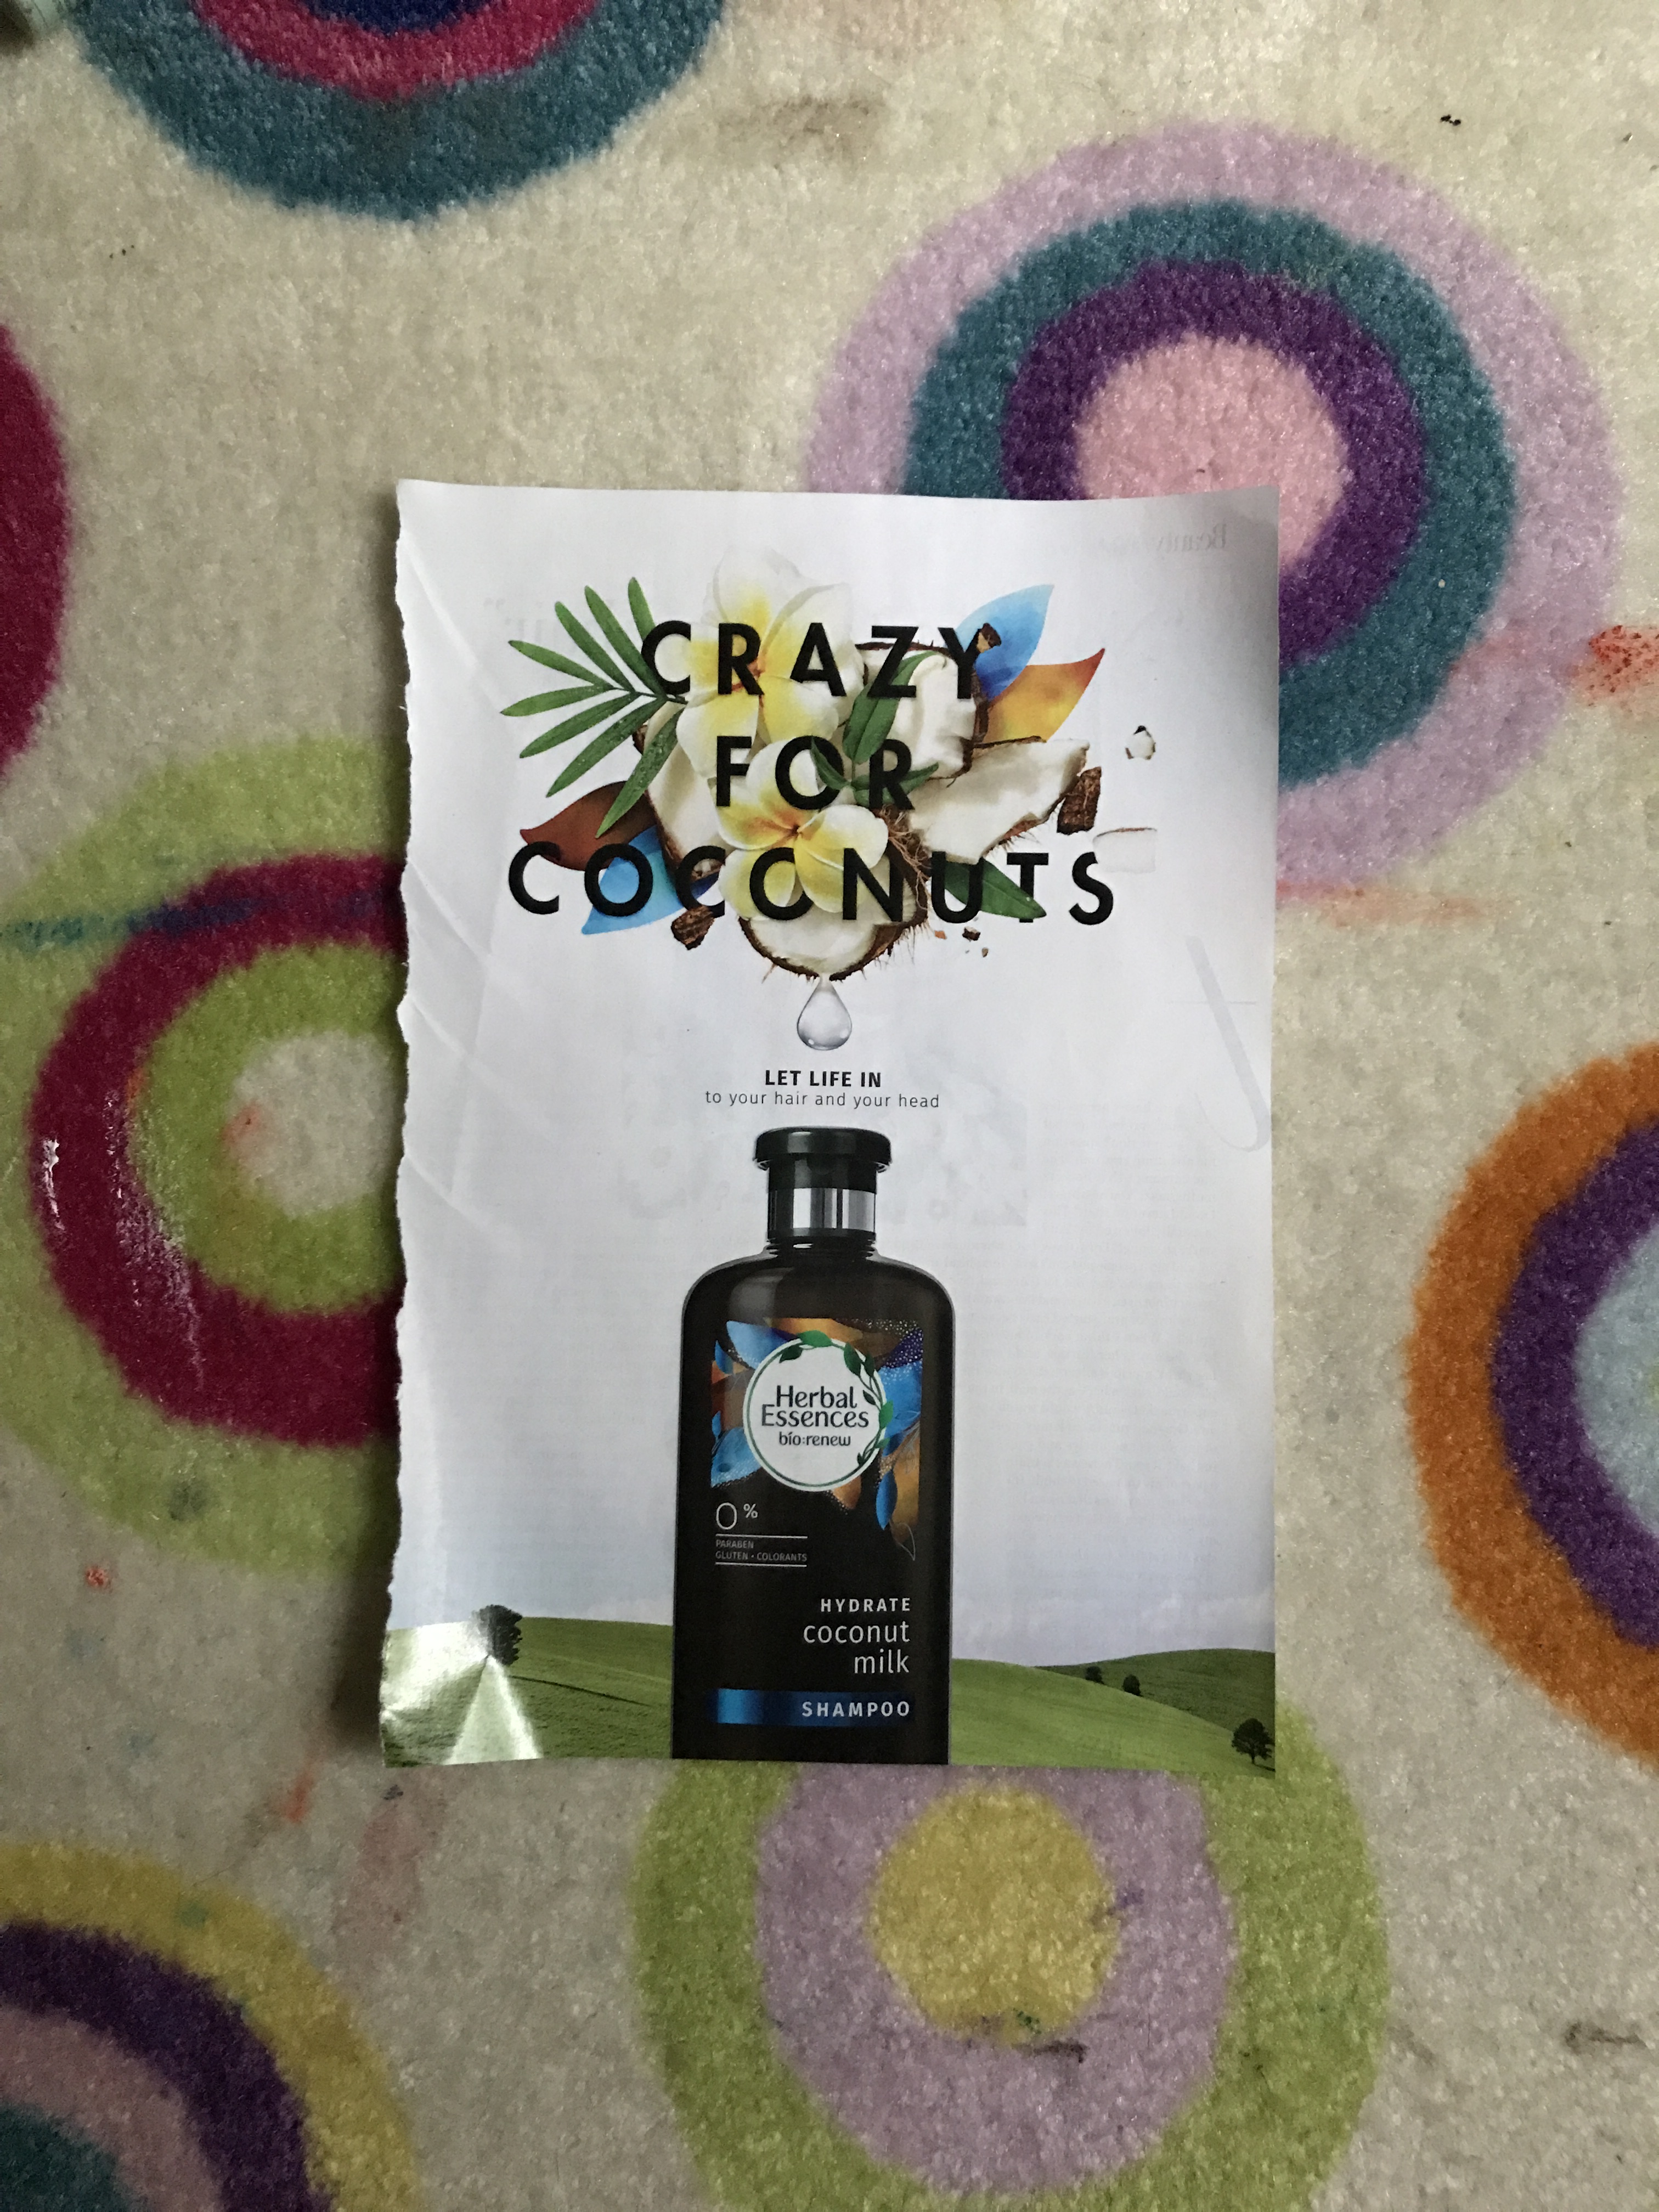 CRAZY
FOR
COCONUTS
LET LIFE IN
to your hair and your head
Herbal
Essences
bio:renew
0%
PARABEN
GLUTEN • COLORANTS
HYDRATE
coconut
milk
SHAMPOO